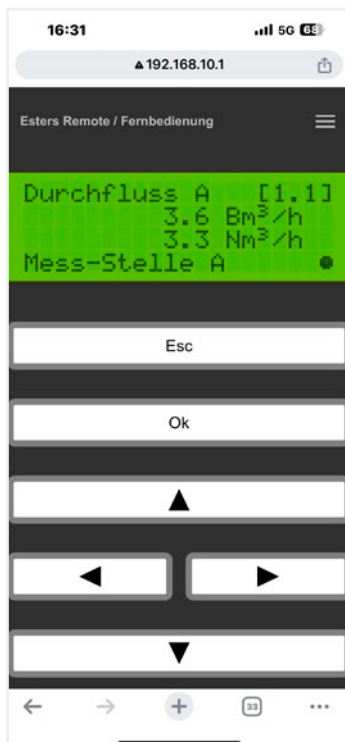 16:31
5G 68
192.168.10.1
Esters Remote / Fernbedienung
Durchfluss A [1.1]
3.6 Bm³/h
3.3 Nm³/h
Mess-Stelle A
Esc
Ok
33